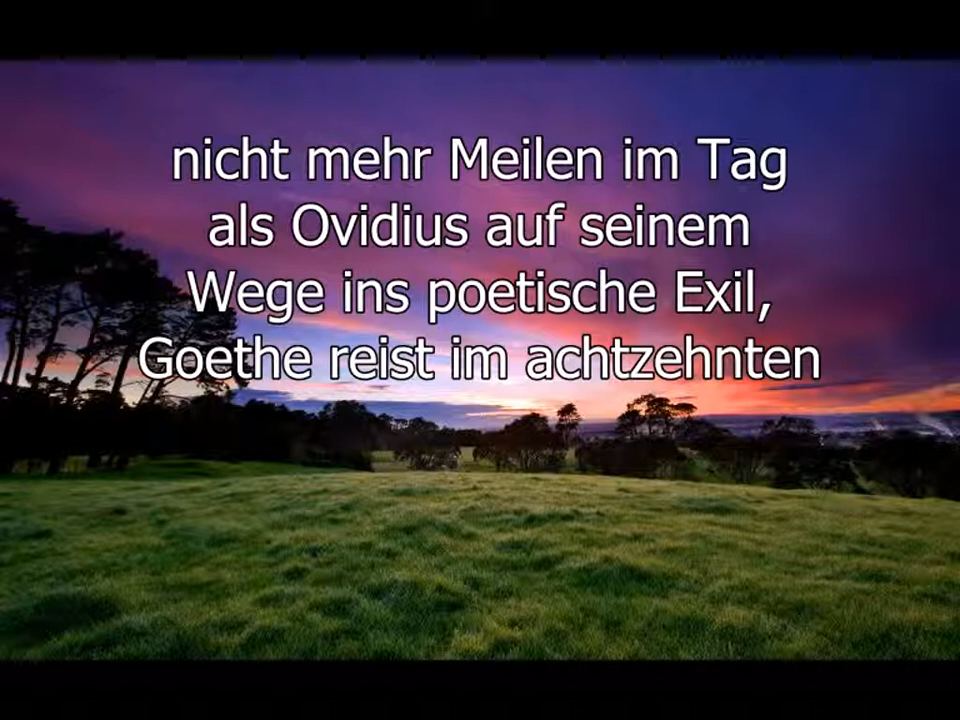 nicht mehr Meilen im Tag
als Ovidius auf seinem
Wege ins poetische Exil,
Goethe reist im achtzehnten